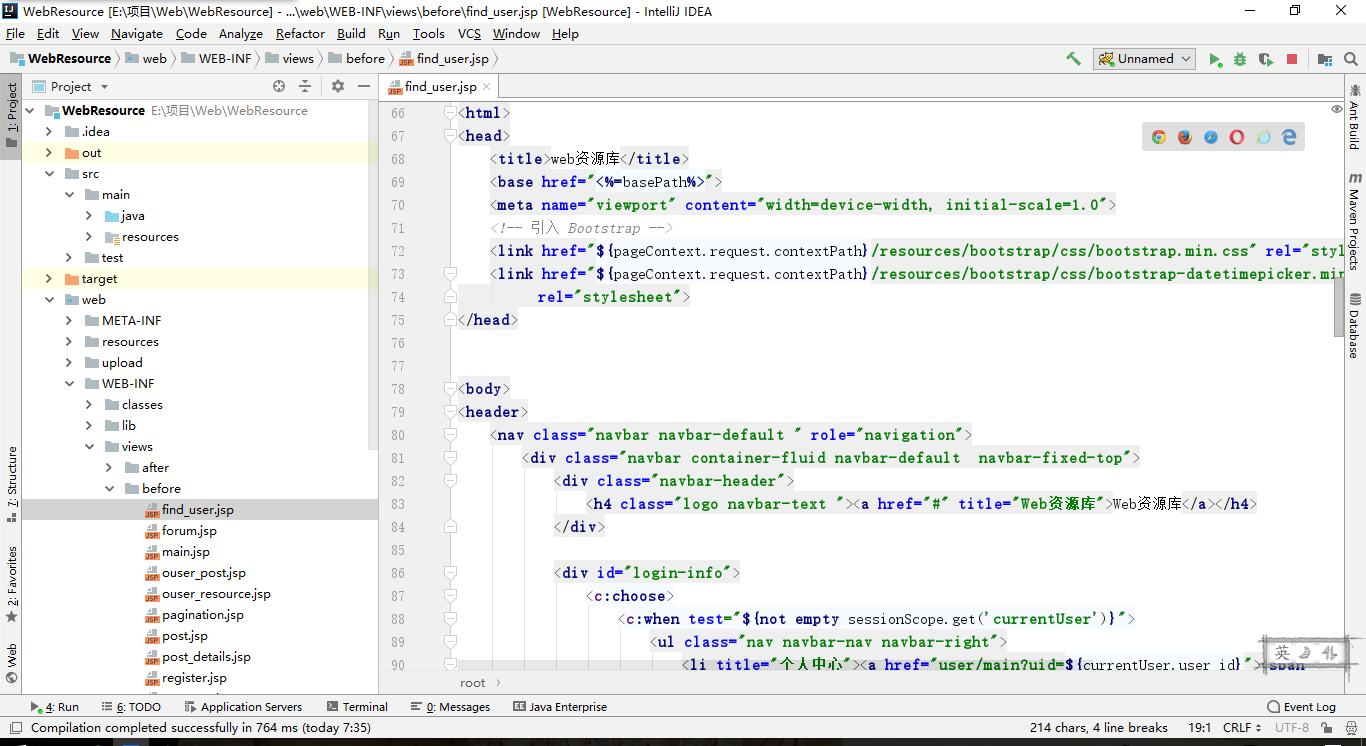 WebResource [E:\项目\Web\WebResource] - ...\web\WEB-INF\views\before\find_user.jsp [WebResource] - IntelliJ IDEA
File Edit View Navigate Code Analyze Refactor Build Run Tools VCS Window Help
WebResource web WEB-INF views before find_user.jsp Unnamed
Project find_user.jsp
1: Project
7: Structure
2: Favorites
Web
WebResource E:\项目\Web\WebResource
.idea
out
src
main
java
resources
test
target
web
META-INF
resources
upload
WEB-INF
classes
lib
views
after
before
find_user.jsp
forum.jsp
main.jsp
ouser_post.jsp
ouser_resource.jsp
pagination.jsp
post.jsp
post_details.jsp
register.jsp
66 <html>
67 <head>
68 <title>web资源库</title>
69 <base href="<%=basePath%>">
70 <meta name="viewport" content="width=device-width, initial-scale=1.0">
71 <!-- 引入 Bootstrap -->
72 <link href="${pageContext.request.contextPath}/resources/bootstrap/css/bootstrap.min.css" rel="styl
73 <link href="${pageContext.request.contextPath}/resources/bootstrap/css/bootstrap-datetimepicker.min
74 rel="stylesheet">
75 </head>
76
77
78 <body>
79 <header>
80 <nav class="navbar navbar-default " role="navigation">
81 <div class="navbar container-fluid navbar-default  navbar-fixed-top">
82 <div class="navbar-header">
83 <h4 class="logo navbar-text "><a href="#" title="Web资源库">Web资源库</a></h4>
84 </div>
85
86 <div id="login-info">
87 <c:choose>
88 <c:when test="${not empty sessionScope.get('currentUser')}">
89 <ul class="nav navbar-nav navbar-right">
90 <li title="个人中心"><a href="user/main?uid=${currentUser.user_id}"><span
root
英
Ant Build
Maven Projects
Database
4: Run 6: TODO Application Servers Terminal 0: Messages Java Enterprise Event Log
Compilation completed successfully in 764 ms (today 7:35) 214 chars, 4 line breaks 19:1 CRLF UTF-8